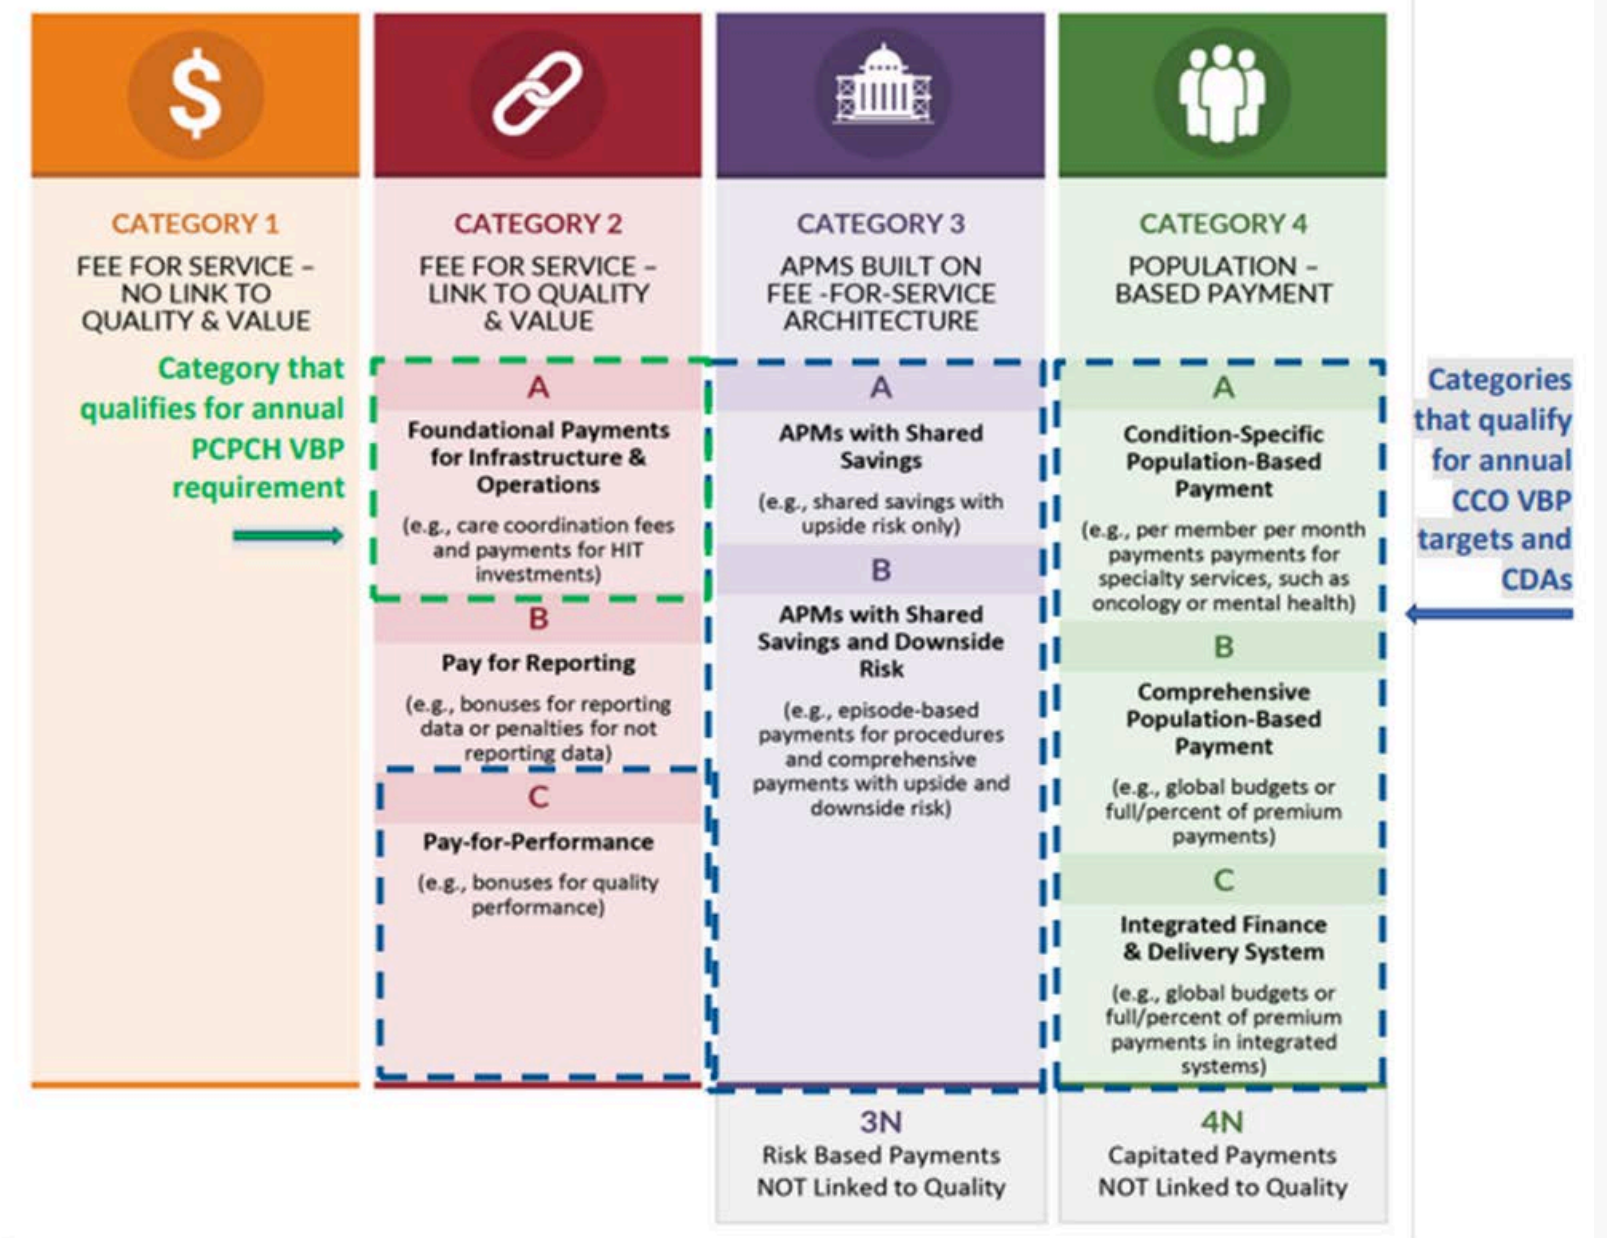 $
CATEGORY 1
FEE FOR SERVICE –
NO LINK TO
QUALITY & VALUE
Category that
qualifies for annual
PCPCH VBP
requirement
CATEGORY 2
FEE FOR SERVICE –
LINK TO QUALITY
& VALUE
A
Foundational Payments
for Infrastructure &
Operations
(e.g., care coordination fees
and payments for HIT
investments)
B
Pay for Reporting
(e.g., bonuses for reporting
data or penalties for not
reporting data)
C
Pay-for-Performance
(e.g., bonuses for quality
performance)
CATEGORY 3
APMS BUILT ON
FEE -FOR-SERVICE
ARCHITECTURE
A
APMs with Shared
Savings
(e.g., shared savings with
upside risk only)
B
APMs with Shared
Savings and Downside
Risk
(e.g., episode-based
payments for procedures
and comprehensive
payments with upside and
downside risk)
3N
Risk Based Payments
NOT Linked to Quality
CATEGORY 4
POPULATION –
BASED PAYMENT
A
Condition-Specific
Population-Based
Payment
(e.g., per member per month
payments payments for
specialty services, such as
oncology or mental health)
B
Comprehensive
Population-Based
Payment
(e.g., global budgets or
full/percent of premium
payments)
C
Integrated Finance
& Delivery System
(e.g., global budgets or
full/percent of premium
payments in integrated
systems)
4N
Capitated Payments
NOT Linked to Quality
Categories
that qualify
for annual
CCO VBP
targets and
CDAs